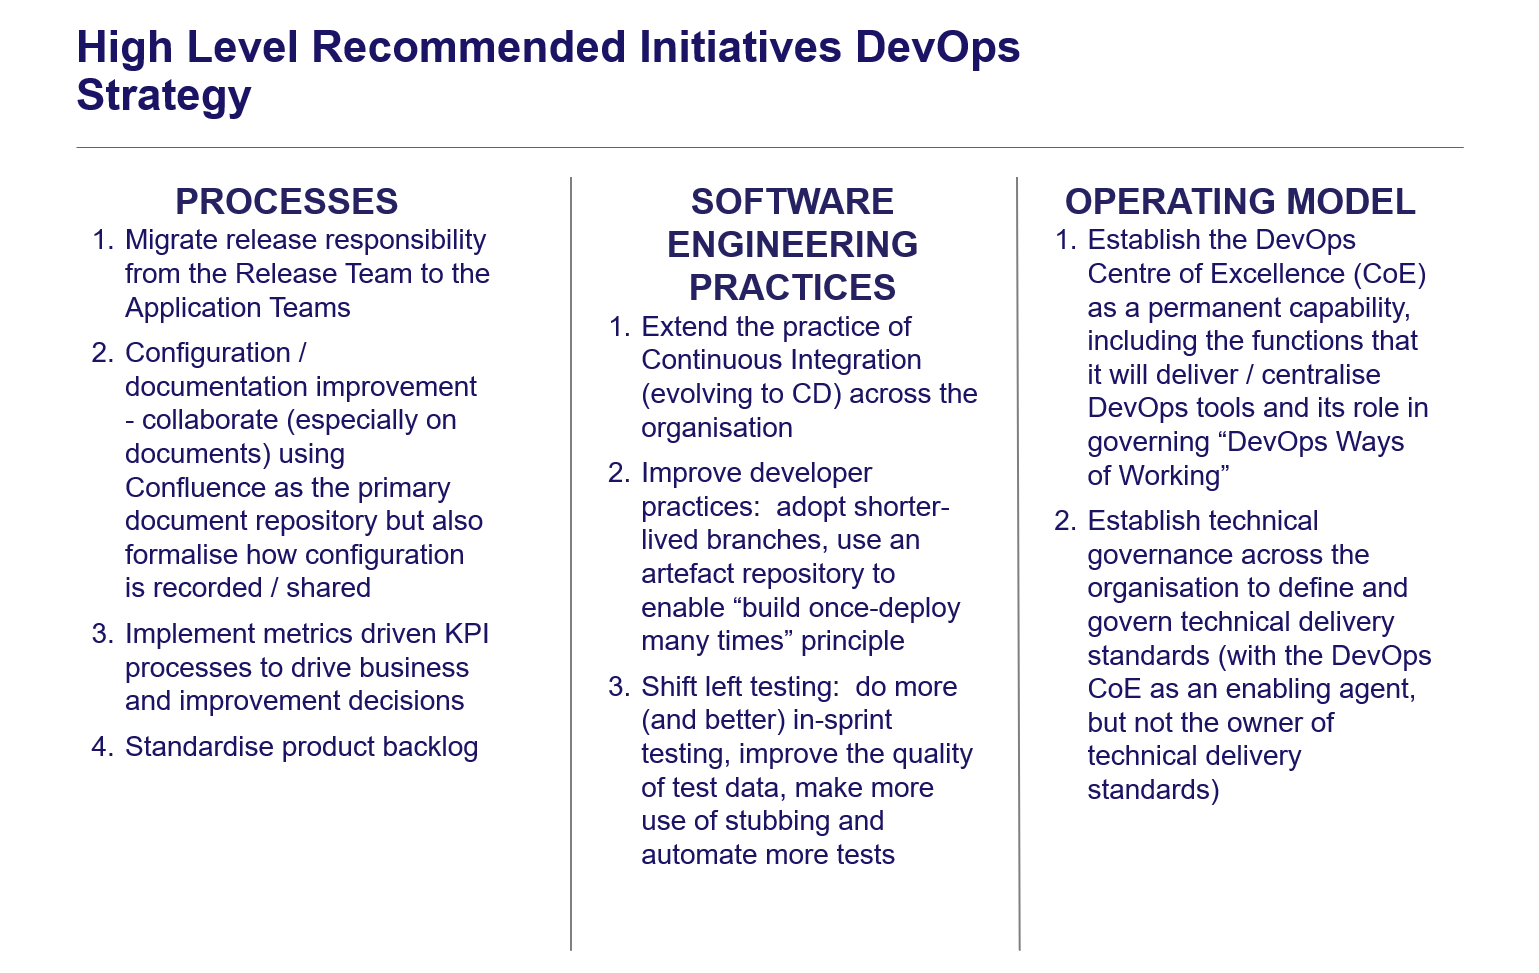 High Level Recommended Initiatives DevOps
Strategy
PROCESSES
1. Migrate release responsibility
from the Release Team to the
Application Teams
2. Configuration /
documentation improvement
- collaborate (especially on
documents) using
Confluence as the primary
document repository but also
formalise how configuration
is recorded / shared
3. Implement metrics driven KPI
processes to drive business
and improvement decisions
4. Standardise product backlog
SOFTWARE
ENGINEERING
PRACTICES
1. Extend the practice of
Continuous Integration
(evolving to CD) across the
organisation
2. Improve developer
practices:  adopt shorter-
lived branches, use an
artefact repository to
enable “build once-deploy
many times” principle
3. Shift left testing:  do more
(and better) in-sprint
testing, improve the quality
of test data, make more
use of stubbing and
automate more tests
OPERATING MODEL
1. Establish the DevOps
Centre of Excellence (CoE)
as a permanent capability,
including the functions that
it will deliver / centralise
DevOps tools and its role in
governing “DevOps Ways
of Working”
2. Establish technical
governance across the
organisation to define and
govern technical delivery
standards (with the DevOps
CoE as an enabling agent,
but not the owner of
technical delivery
standards)